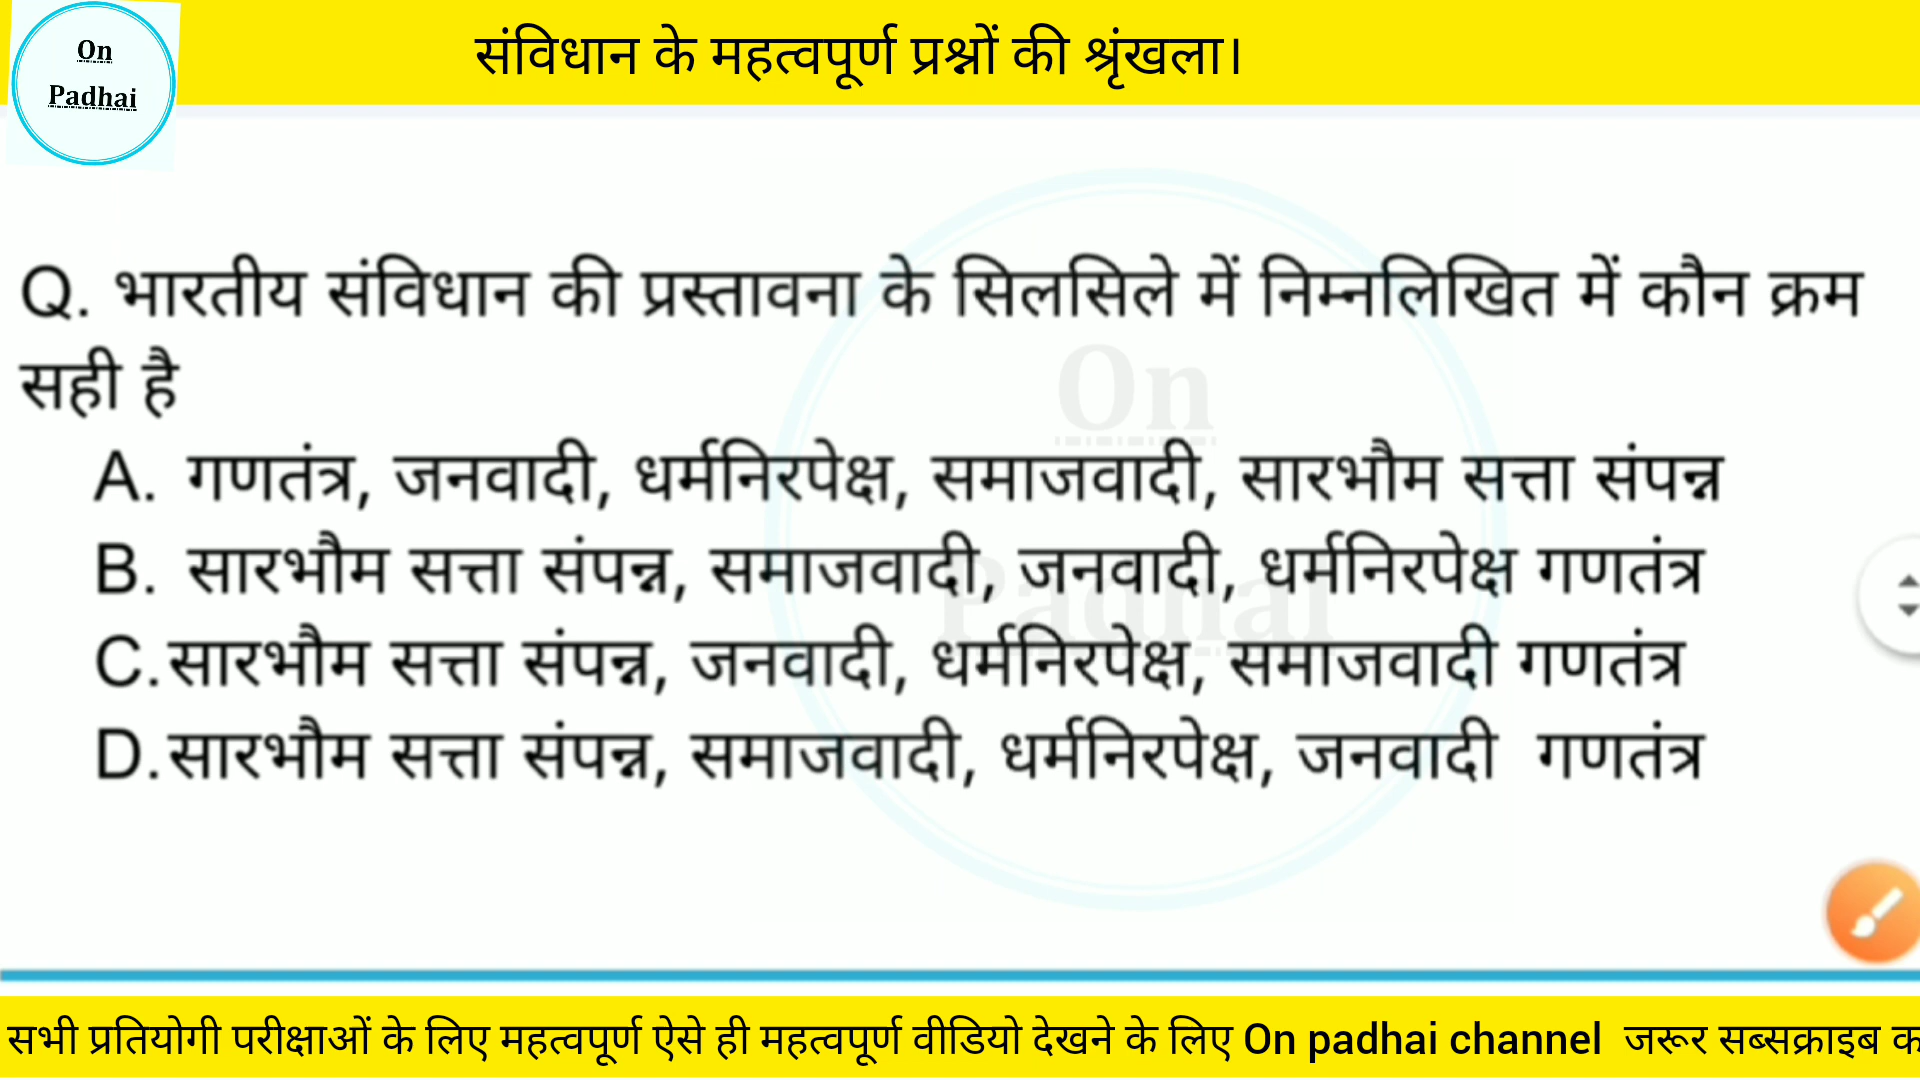 On
Padhai
संविधान के महत्वपूर्ण प्रश्नों की श्रृंखला।
Q. भारतीय संविधान की प्रस्तावना के सिलसिले में निम्नलिखित में कौन क्रम
सही है
A. गणतंत्र, जनवादी, धर्मनिरपेक्ष, समाजवादी, सारभौम सत्ता संपन्न
B. सारभौम सत्ता संपन्न, समाजवादी, जनवादी, धर्मनिरपेक्ष गणतंत्र
C.सारभौम सत्ता संपन्न, जनवादी, धर्मनिरपेक्ष, समाजवादी गणतंत्र
D.सारभौम सत्ता संपन्न, समाजवादी, धर्मनिरपेक्ष, जनवादी गणतंत्र
On
Padhai
सभी प्रतियोगी परीक्षाओं के लिए महत्वपूर्ण ऐसे ही महत्वपूर्ण वीडियो देखने के लिए On padhai channel जरूर सब्सक्राइब